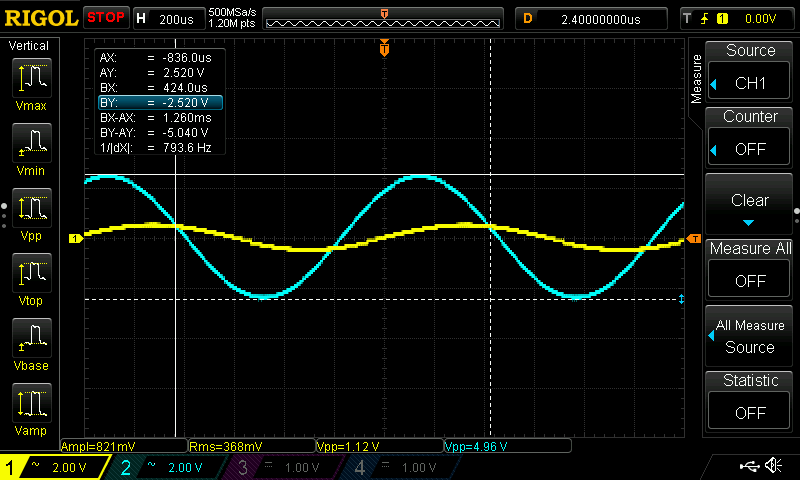 RIGOL STOP H 200us 500MSa/s 1.20M pts T D 2.40000000us T 1 0.00V
Vertical
Vmax
Vmin
Vpp
Vtop
Vbase
Vamp
AX: = -836.0us
AY: = 2.520 V
BX: = 424.0us
BY: = -2.520 V
BX-AX: = 1.260ms
BY-AY: = -5.040 V
1/|dX|: = 793.6 Hz
T
1
T
Measure
Source
CH1
Counter
OFF
Clear
Measure All
OFF
All Measure
Source
Statistic
OFF
Ampl=821mV Rms=368mV Vpp=1.12 V Vpp=4.96 V
1 ~ 2.00 V 2 ~ 2.00 V 3 = 1.00 V 4 = 1.00 V